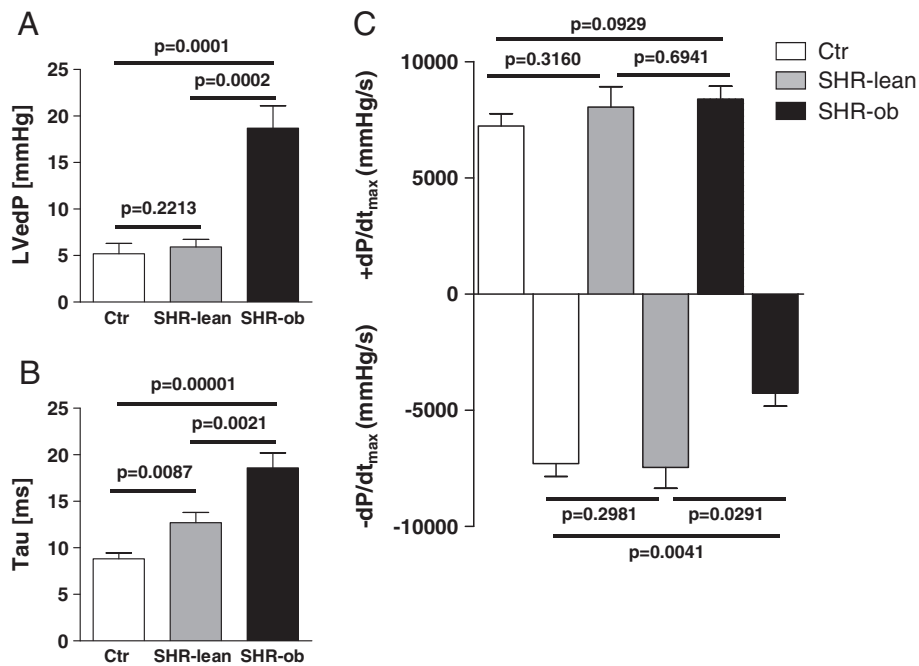 A
p=0.0001
p=0.0002
p=0.2213
25
20
15
10
5
0
LVedP [mmHg]
Ctr SHR-lean SHR-ob
B
p=0.00001
p=0.0021
p=0.0087
25
20
15
10
5
0
Tau [ms]
Ctr SHR-lean SHR-ob
C
p=0.0929
p=0.3160 p=0.6941
10000
5000
0
-5000
-10000
+dP/dtmax (mmHg/s)
-dP/dtmax (mmHg/s)
p=0.2981 p=0.0291
p=0.0041
Ctr
SHR-lean
SHR-ob